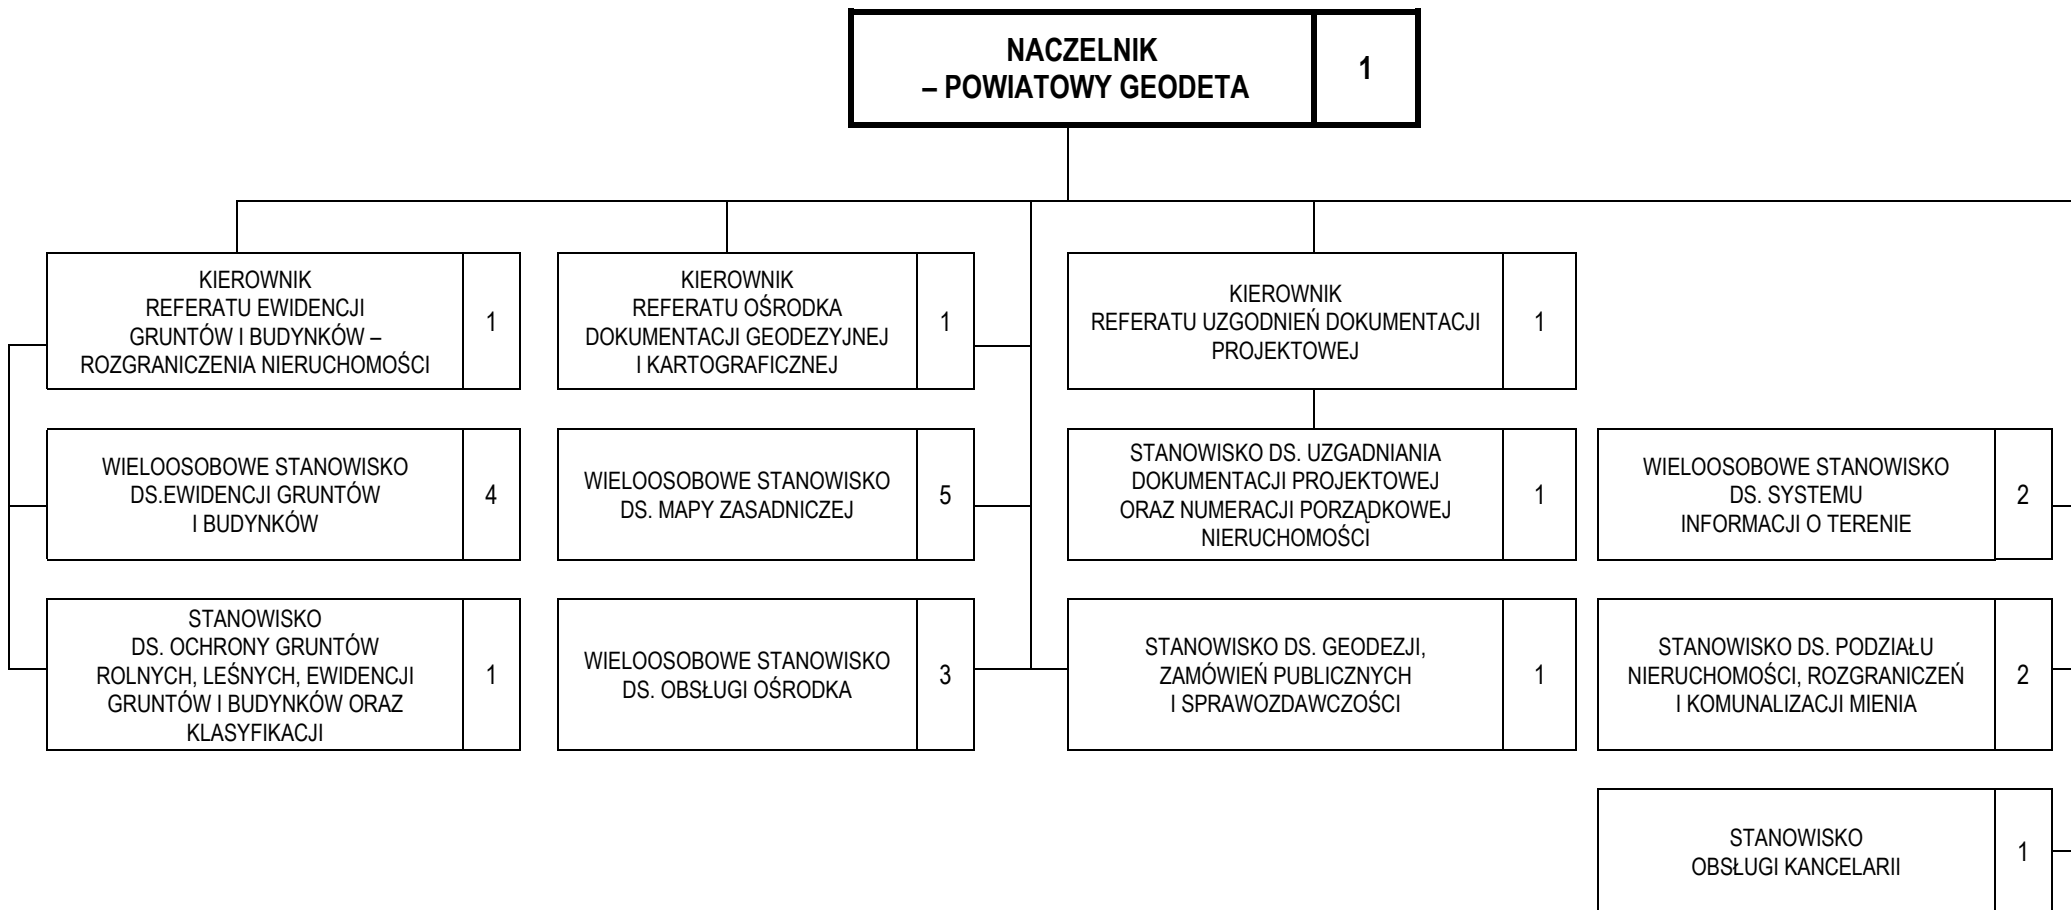 NACZELNIK
– POWIATOWY GEODETA
1
KIEROWNIK
REFERATU EWIDENCJI
GRUNTÓW I BUDYNKÓW –
ROZGRANICZENIA NIERUCHOMOŚCI
1
KIEROWNIK
REFERATU OŚRODKA
DOKUMENTACJI GEODEZYJNEJ
I KARTOGRAFICZNEJ
1
KIEROWNIK
REFERATU UZGODNIEŃ DOKUMENTACJI
PROJEKTOWEJ
1
WIELOOSOBOWE STANOWISKO
DS.EWIDENCJI GRUNTÓW
I BUDYNKÓW
4
WIELOOSOBOWE STANOWISKO
DS. MAPY ZASADNICZEJ
5
STANOWISKO DS. UZGADNIANIA
DOKUMENTACJI PROJEKTOWEJ
ORAZ NUMERACJI PORZĄDKOWEJ
NIERUCHOMOŚCI
1
WIELOOSOBOWE STANOWISKO
DS. SYSTEMU
INFORMACJI O TERENIE
2
STANOWISKO
DS. OCHRONY GRUNTÓW
ROLNYCH, LEŚNYCH, EWIDENCJI
GRUNTÓW I BUDYNKÓW ORAZ
KLASYFIKACJI
1
WIELOOSOBOWE STANOWISKO
DS. OBSŁUGI OŚRODKA
3
STANOWISKO DS. GEODEZJI,
ZAMÓWIEŃ PUBLICZNYCH
I SPRAWOZDAWCZOŚCI
1
STANOWISKO DS. PODZIAŁU
NIERUCHOMOŚCI, ROZGRANICZEŃ
I KOMUNALIZACJI MIENIA
2
STANOWISKO
OBSŁUGI KANCELARII
1